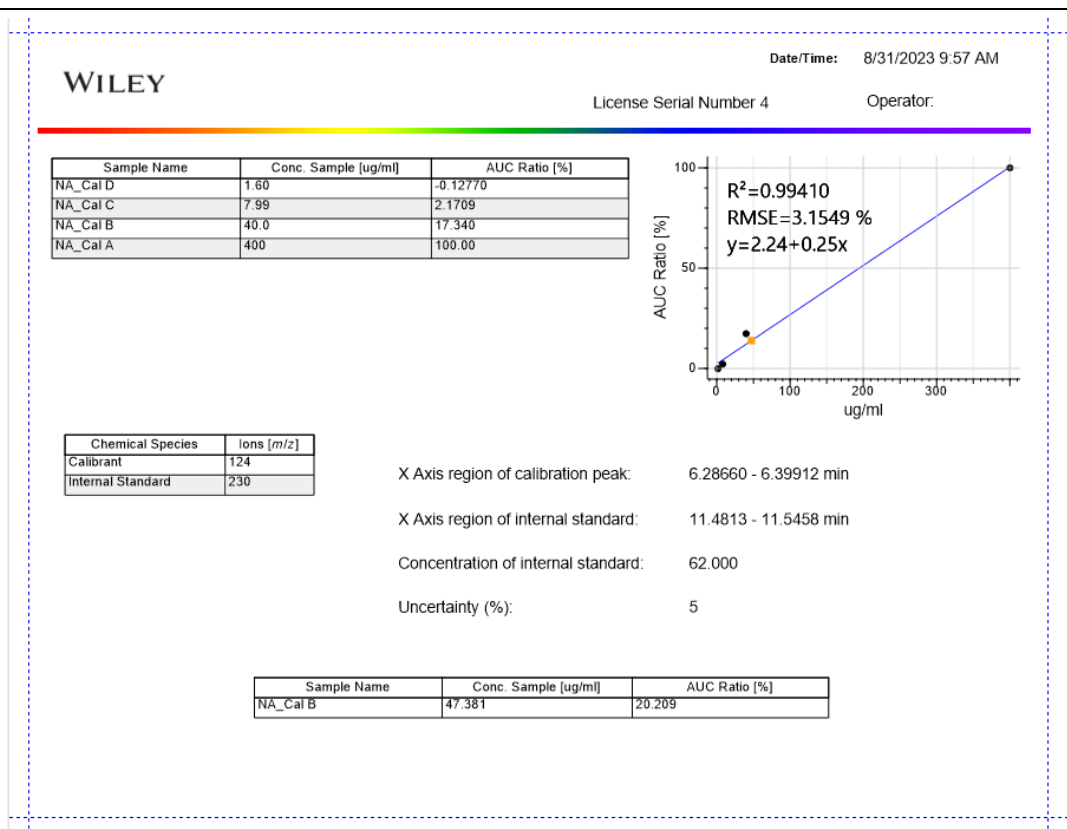 WILEY
Date/Time: 8/31/2023 9:57 AM
License Serial Number 4 Operator:
Sample Name Conc. Sample [ug/ml] AUC Ratio [%]
NA_Cal D 1.60 -0.12770
NA_Cal C 7.99 2.1709
NA_Cal B 40.0 17.340
NA_Cal A 400 100.00
R²=0.99410
RMSE=3.1549 %
y=2.24+0.25x
AUC Ratio [%]
100
50
0
0 100 200 300
ug/ml
Chemical Species Ions [m/z]
Calibrant 124
Internal Standard 230
X Axis region of calibration peak: 6.28660 - 6.39912 min
X Axis region of internal standard: 11.4813 - 11.5458 min
Concentration of internal standard: 62.000
Uncertainty (%): 5
Sample Name Conc. Sample [ug/ml] AUC Ratio [%]
NA_Cal B 47.381 20.209